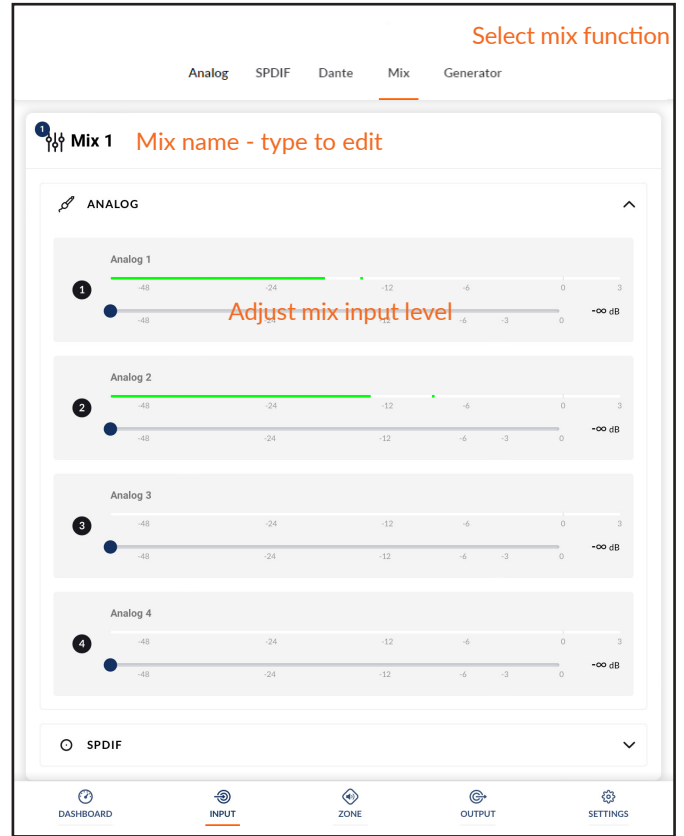 Select mix function
Analog SPDIF Dante Mix Generator
1
Mix 1 Mix name - type to edit
ANALOG
Analog 1
1
-48 -24 -12 -6 0 3
Adjust mix input level
-∞ dB
-48 -12 -6 -3 0
Analog 2
2
-48 -24 -12 -6 0 3
-∞ dB
-48 -24 -12 -6 -3 0
Analog 3
3
-48 -24 -12 -6 0 3
-∞ dB
-48 -24 -12 -6 -3 0
Analog 4
4
-48 -24 -12 -6 0 3
-∞ dB
-48 -24 -12 -6 -3 0
SPDIF
DASHBOARD INPUT ZONE OUTPUT SETTINGS